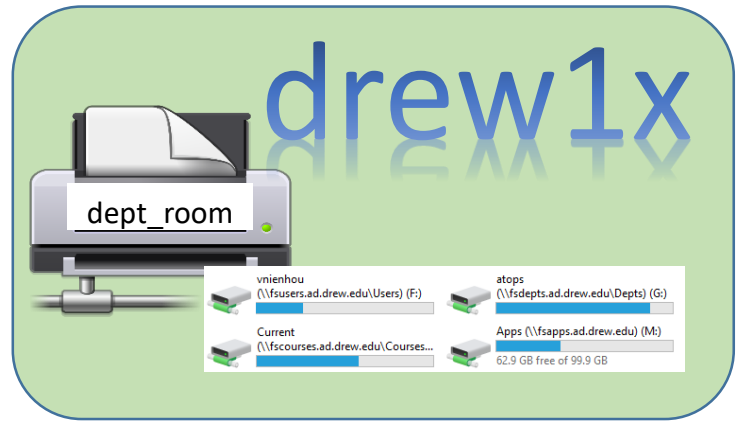 drew1x
dept_room
vnienhou
(\\fsusers.ad.drew.edu\Users) (F:)
atops
(\\fsdepts.ad.drew.edu\Depts) (G:)
Current
(\\fscourses.ad.drew.edu\Courses...
Apps (\\fsapps.ad.drew.edu) (M:)
62.9 GB free of 99.9 GB